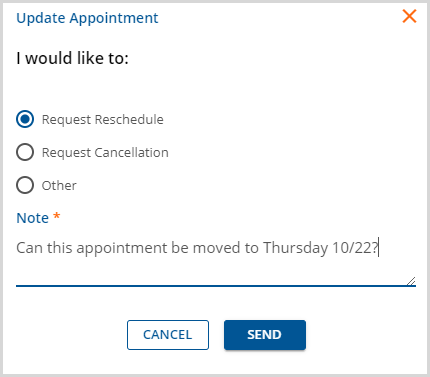 Update Appointment
I would like to:
Request Reschedule
Request Cancellation
Other
Note *
Can this appointment be moved to Thursday 10/22?
CANCEL SEND